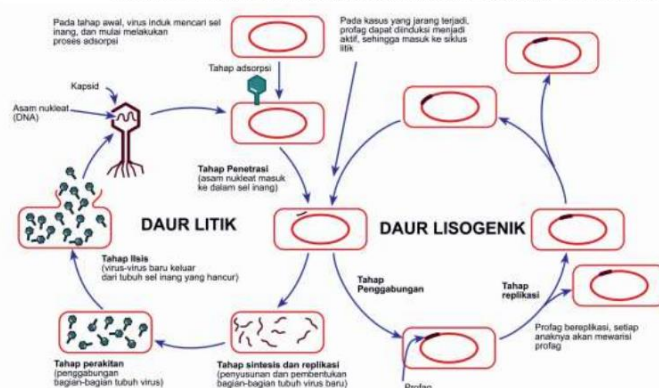 Pada tahap awal, virus induk mencari sel
inang, dan mulai melakukan
proses adsorpsi
Pada kasus yang jarang terjadi,
profag dapat diinduksi menjadi
aktif, sehingga masuk ke siklus
litik
Tahap adsorpsi
Kapsid
Asam nukleat
(DNA)
Tahap Penetrasi
(asam nukleat masuk
ke dalam sel inang)
DAUR LITIK
DAUR LISOGENIK
Tahap lisis
(virus-virus baru keluar
dari tubuh sel inang yang hancur)
Tahap
Penggabungan
Tahap
replikasi
Profag bereplikasi, setiap
anaknya akan mewarisi
profag
Tahap perakitan
(penggabungan
bagian-bagian tubuh virus)
Tahap sintesis dan replikasi
(penyusunan dan pembentukan
bagian-bagian tubuh virus baru)
Profag